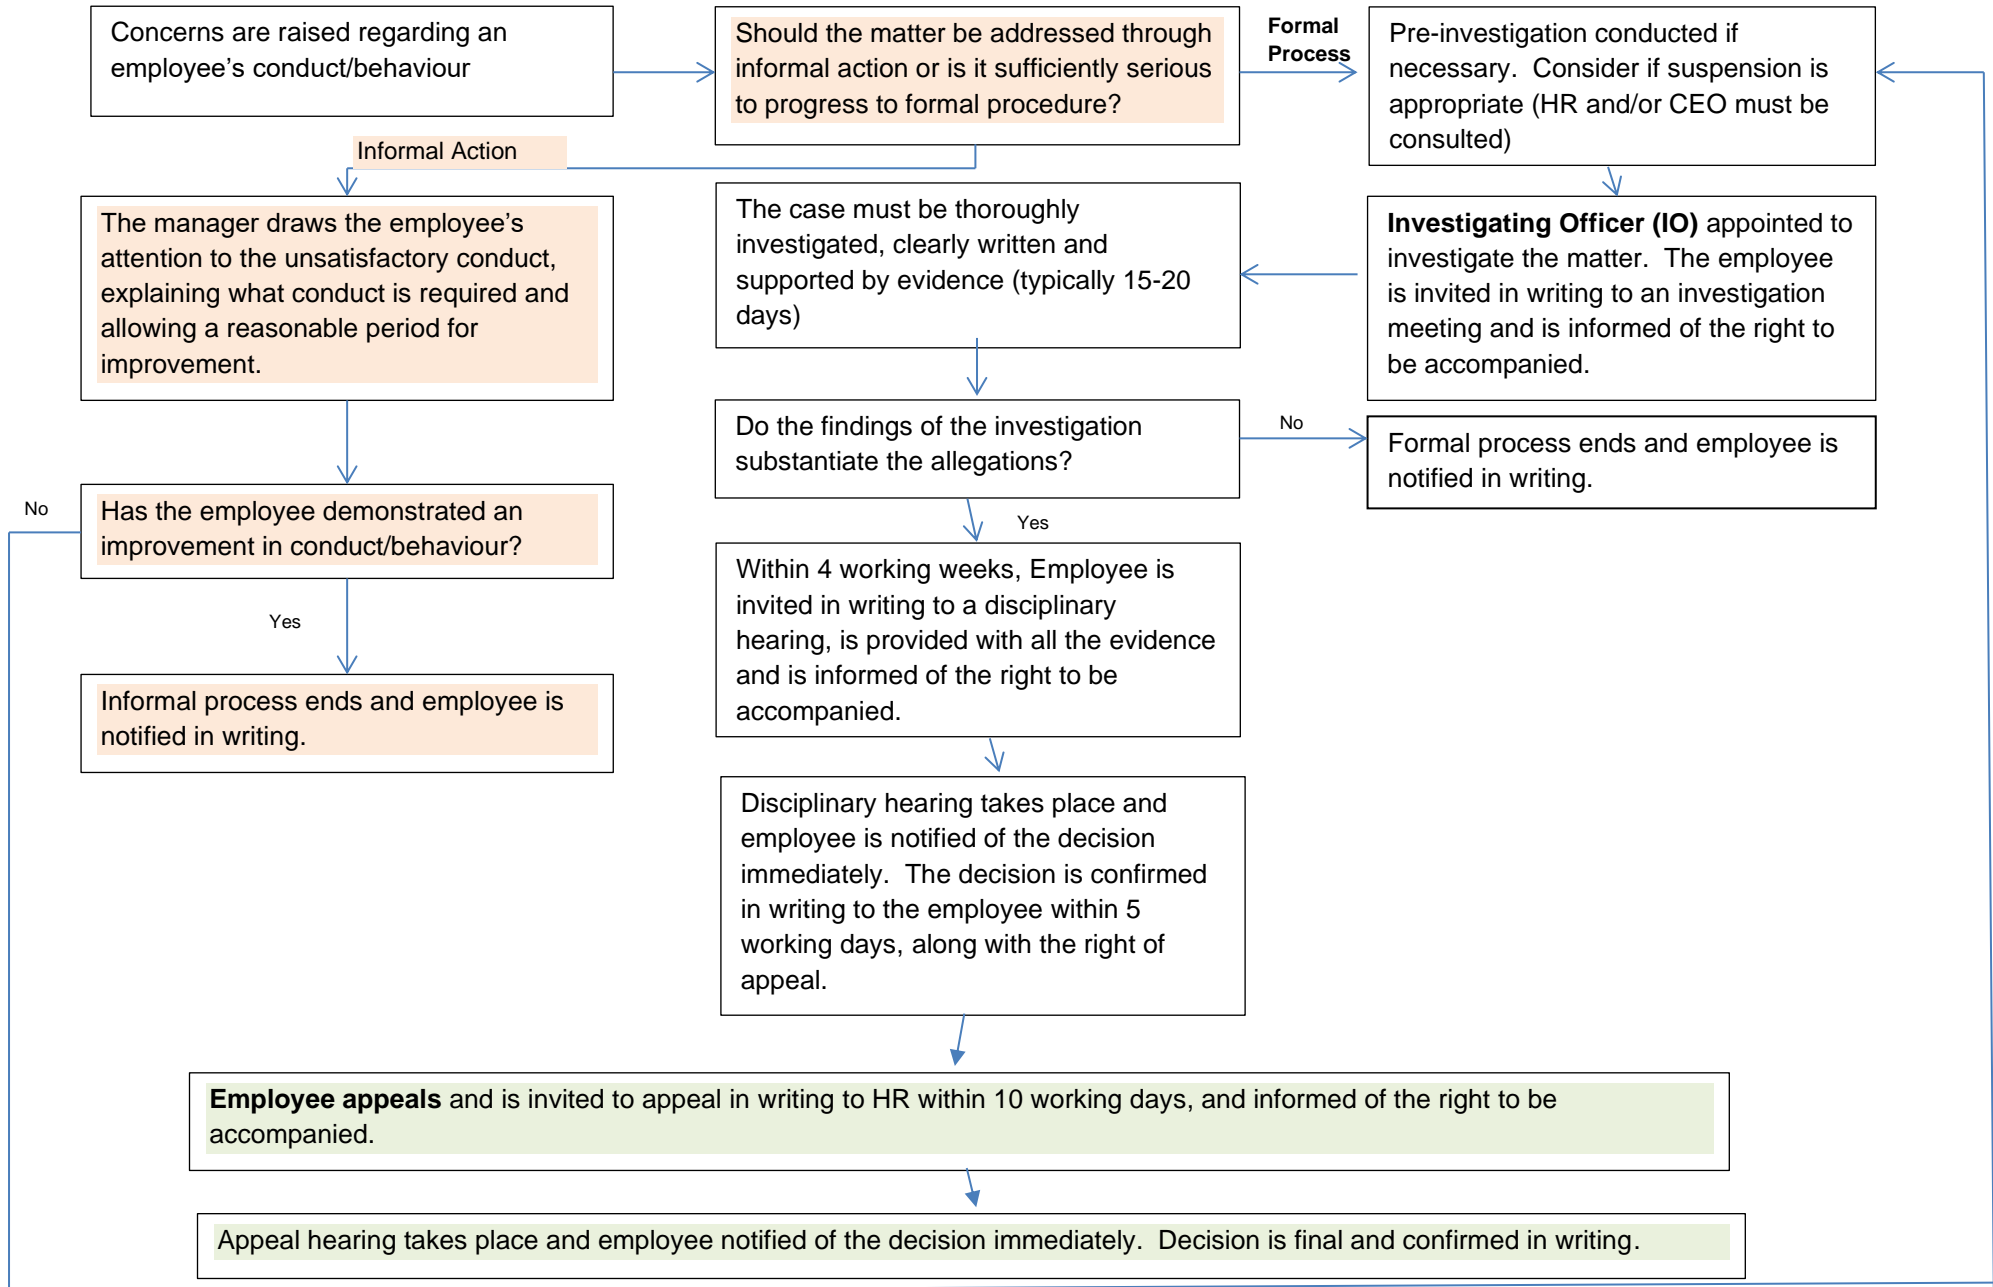 Concerns are raised regarding an
employee's conduct/behaviour
Should the matter be addressed through
informal action or is it sufficiently serious
to progress to formal procedure?
Formal
Process
Pre-investigation conducted if
necessary.  Consider if suspension is
appropriate (HR and/or CEO must be
consulted)
Informal Action
The manager draws the employee's
attention to the unsatisfactory conduct,
explaining what conduct is required and
allowing a reasonable period for
improvement.
The case must be thoroughly
investigated, clearly written and
supported by evidence (typically 15-20
days)
Investigating Officer (IO) appointed to
investigate the matter.  The employee
is invited in writing to an investigation
meeting and is informed of the right to
be accompanied.
Do the findings of the investigation
substantiate the allegations?
No
Formal process ends and employee is
notified in writing.
No
Has the employee demonstrated an
improvement in conduct/behaviour?
Yes
Within 4 working weeks, Employee is
invited in writing to a disciplinary
hearing, is provided with all the evidence
and is informed of the right to be
accompanied.
Yes
Informal process ends and employee is
notified in writing.
Disciplinary hearing takes place and
employee is notified of the decision
immediately.  The decision is confirmed
in writing to the employee within 5
working days, along with the right of
appeal.
Employee appeals and is invited to appeal in writing to HR within 10 working days, and informed of the right to be
accompanied.
Appeal hearing takes place and employee notified of the decision immediately.  Decision is final and confirmed in writing.